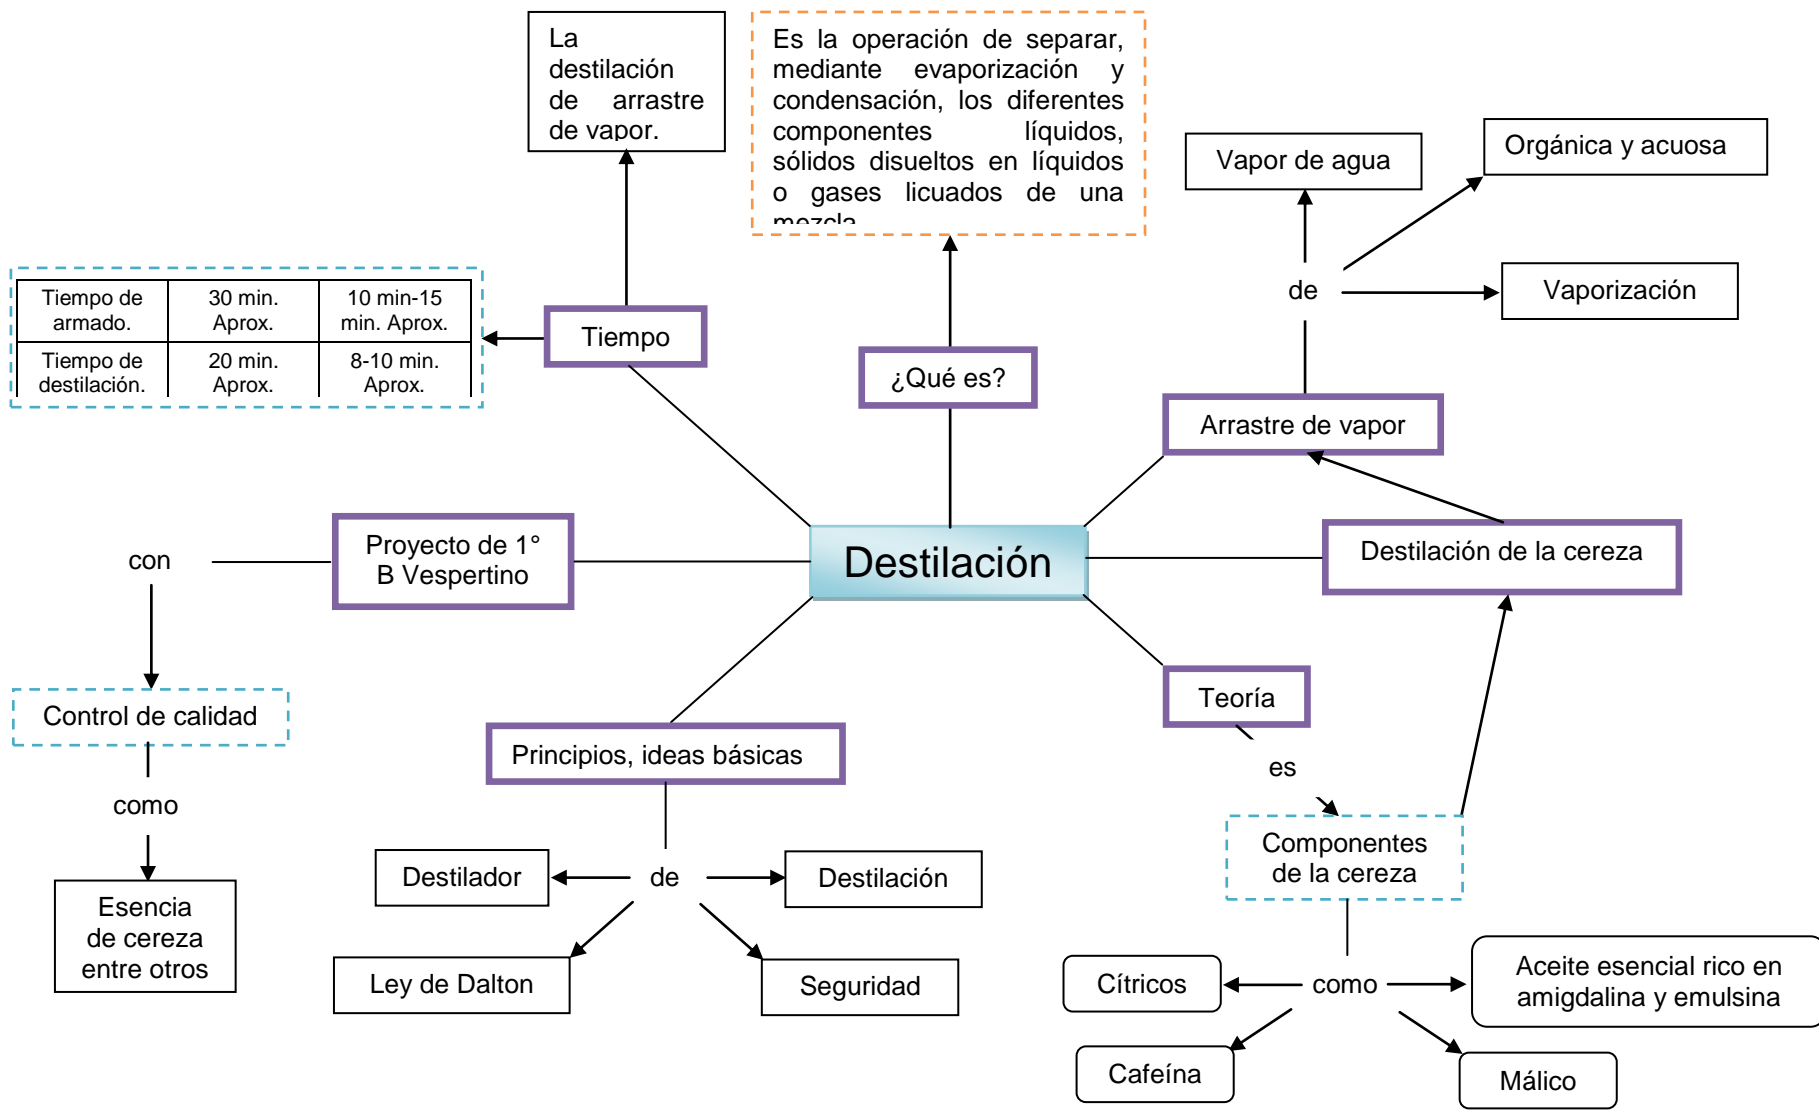 La
destilación
de arrastre
de vapor.
Es la operación de separar,
mediante evaporización y
condensación, los diferentes
componentes líquidos,
sólidos disueltos en líquidos
o gases licuados de una
mezcla
Vapor de agua
Orgánica y acuosa
de
Vaporización
Tiempo de
armado.
30 min.
Aprox.
10 min-15
min. Aprox.
Tiempo de
destilación.
20 min.
Aprox.
8-10 min.
Aprox.
Tiempo
¿Qué es?
Arrastre de vapor
con
Proyecto de 1°
B Vespertino
Destilación
Destilación de la cereza
Control de calidad
como
Esencia
de cereza
entre otros
Principios, ideas básicas
Destilador
de
Destilación
Ley de Dalton
Seguridad
Teoría
es
Componentes
de la cereza
Cítricos
como
Aceite esencial rico en
amigdalina y emulsina
Cafeína
Málico